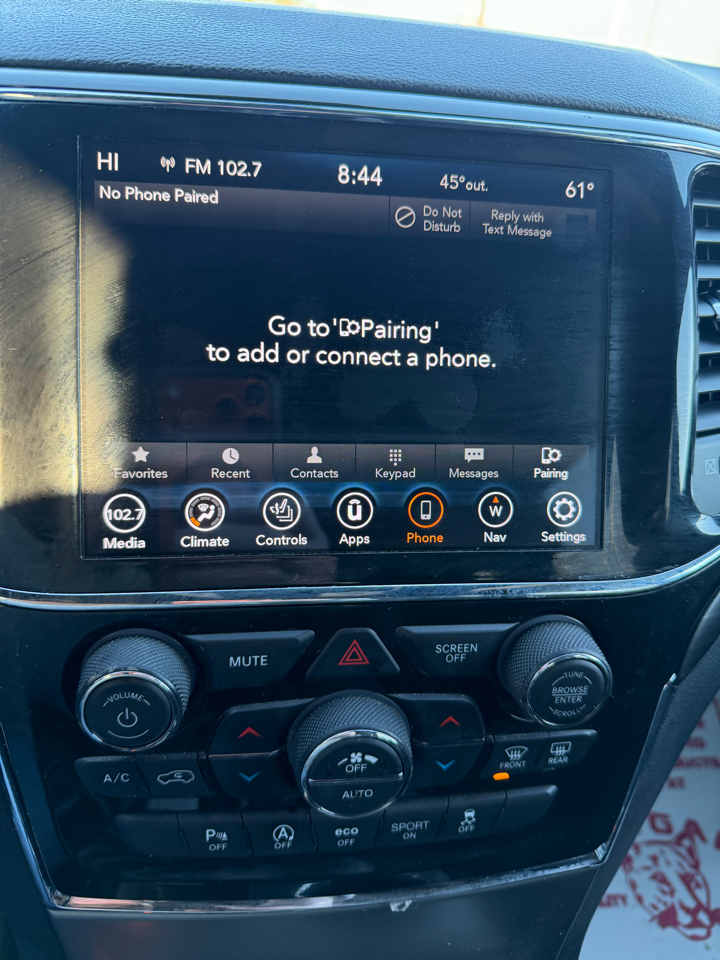 HI FM 102.7 8:44 45°out. 61°
No Phone Paired
Do Not
Disturb
Reply with
Text Message
Go to'Pairing'
to add or connect a phone.
Favorites Recent Contacts Keypad Messages Pairing
102.7 W
Media Climate Controls Apps Phone Nav Settings
MUTE
SCREEN
OFF
VOLUME
TUNE
BROWSE
ENTER
SCROLL
OFF
AUTO
A/C
FRONT
REAR
P OFF
A OFF
eco
OFF
SPORT
ON
OFF